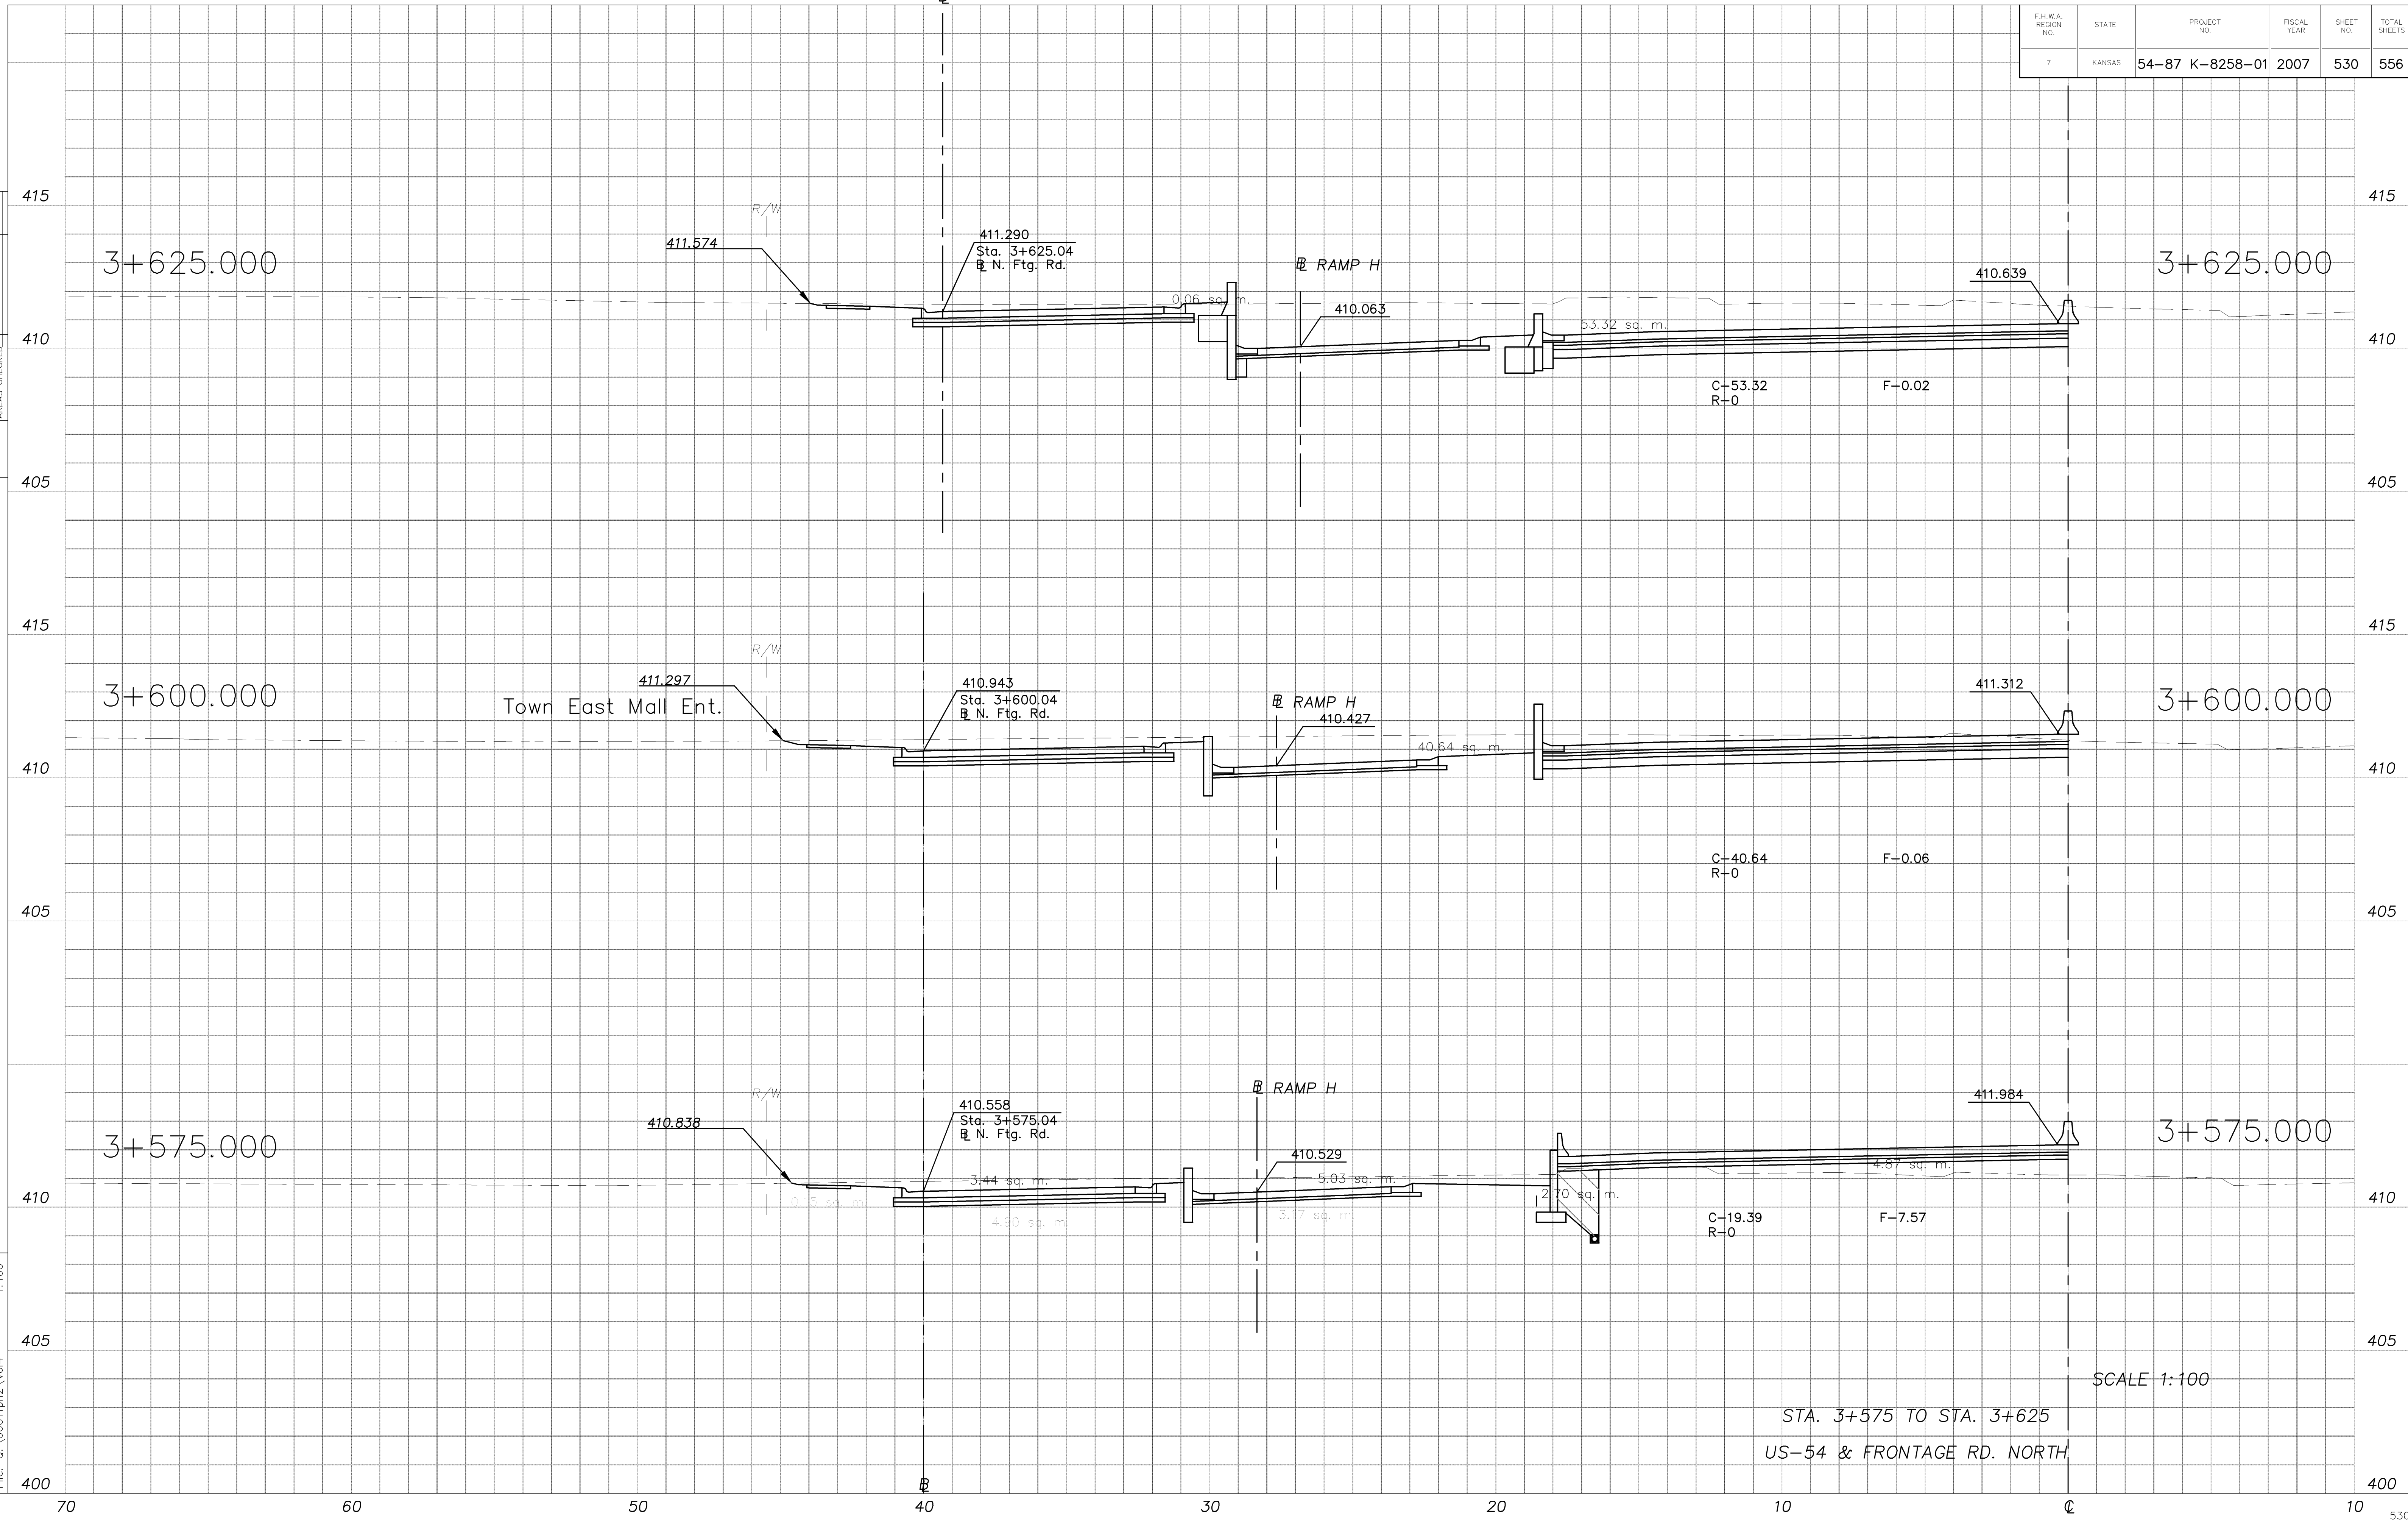 F.H.W.A. REGION NO. STATE PROJECT NO. FISCAL YEAR SHEET NO. TOTAL SHEETS
7 KANSAS 54-87 K-8258-01 2007 530 556
415 415
R/W
411.574
411.290
Sta. 3+625.04
N. Ftg. Rd.
RAMP H
3+625.000 3+625.000
410.639
0.06 sq. m.
410.063
53.32 sq. m.
410 410
C-53.32 F-0.02
R-0
405 405
415 415
R/W
411.297
410.943
Sta. 3+600.04
N. Ftg. Rd.
RAMP H
411.312
3+600.000 3+600.000
Town East Mall Ent.
410.427
40.64 sq. m.
410 410
C-40.64 F-0.06
R-0
405 405
R/W
RAMP H
410.838
410.558
Sta. 3+575.04
N. Ftg. Rd.
411.984
3+575.000 3+575.000
410.529
3.44 sq. m. 5.03 sq. m. 4.87 sq. m.
2.70 sq. m.
0.15 sq. m.
410 410
4.90 sq. m. 3.17 sq. m.
C-19.39 F-7.57
R-0
405 405
SCALE 1:100
STA. 3+575 TO STA. 3+625
US-54 & FRONTAGE RD. NORTH
400 400
70 60 50 40 30 20 10 10
530